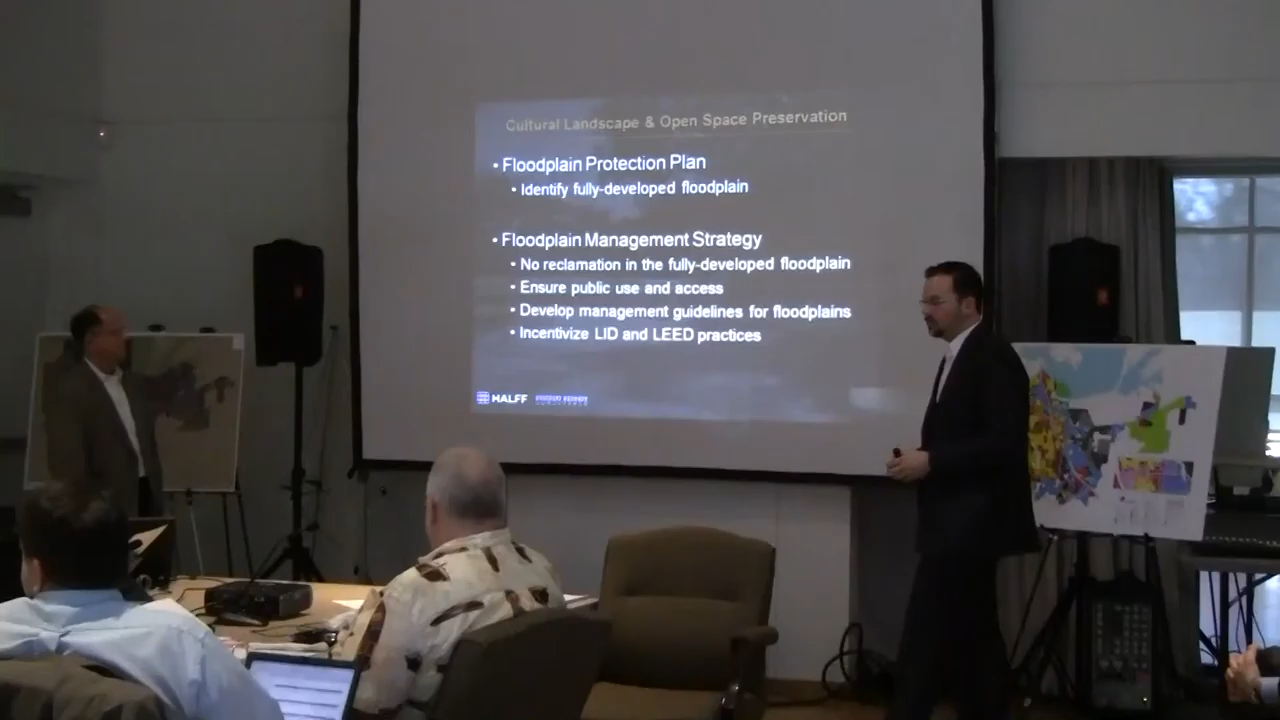 Cultural Landscape & Open Space Preservation
• Floodplain Protection Plan
• Identify fully-developed floodplain
• Floodplain Management Strategy
• No reclamation in the fully-developed floodplain
• Ensure public use and access
• Develop management guidelines for floodplains
• Incentivize LID and LEED practices
HALFF